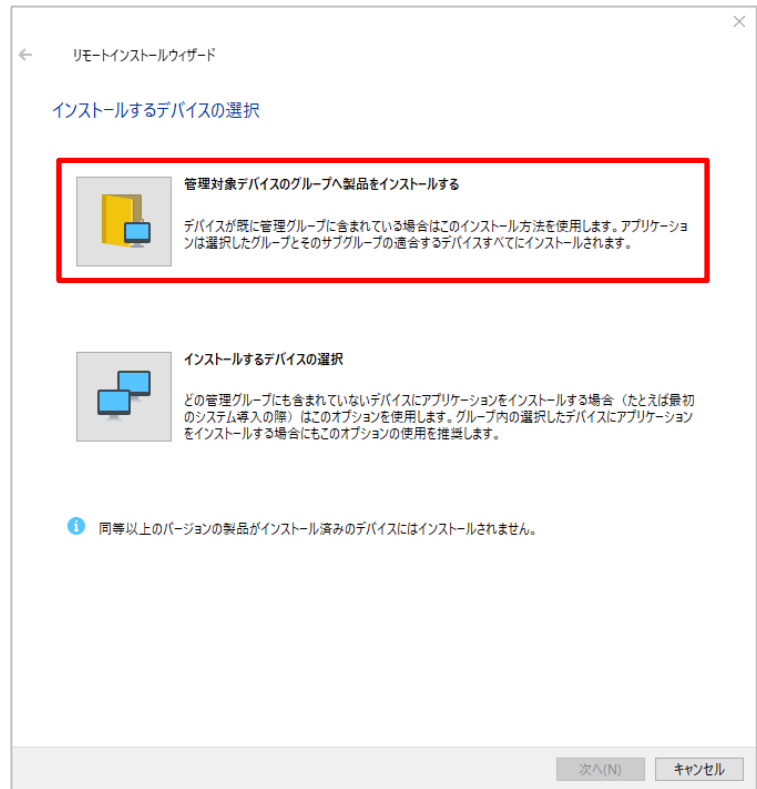 リモートインストールウィザード
インストールするデバイスの選択
管理対象デバイスのグループへ製品をインストールする
デバイスが既に管理グループに含まれている場合はこのインストール方法を使用します。アプリケーショ
ンは選択したグループとそのサブグループの適合するデバイスすべてにインストールされます。
インストールするデバイスの選択
どの管理グループにも含まれていないデバイスにアプリケーションをインストールする場合（たとえば最初
のシステム導入の際）はこのオプションを使用します。グループ内の選択したデバイスにアプリケーション
をインストールする場合にもこのオプションの使用を推奨します。
同等以上のバージョンの製品がインストール済みのデバイスにはインストールされません。
次へ(N)
キャンセル